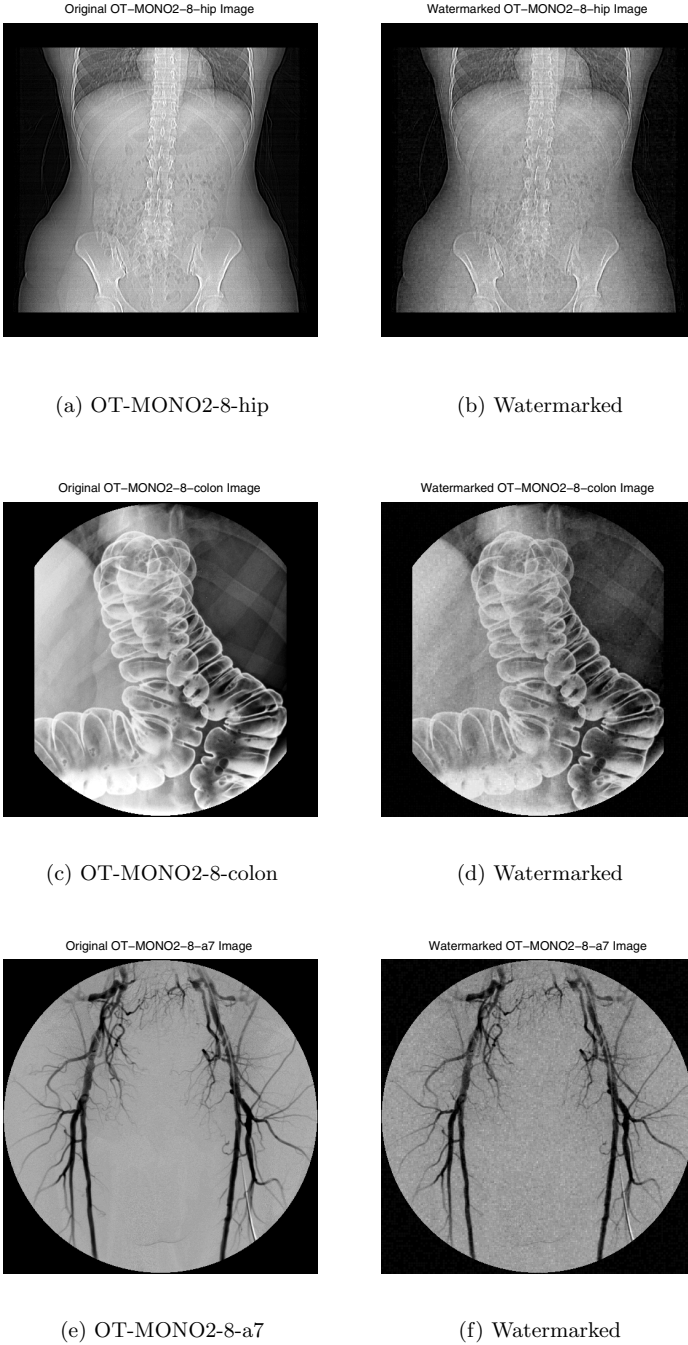 Original OT−MONO2−8−hip Image
Watermarked OT−MONO2−8−hip Image
(a) OT-MONO2-8-hip
(b) Watermarked
Original OT−MONO2−8−colon Image
Watermarked OT−MONO2−8−colon Image
(c) OT-MONO2-8-colon
(d) Watermarked
Original OT−MONO2−8−a7 Image
Watermarked OT−MONO2−8−a7 Image
(e) OT-MONO2-8-a7
(f) Watermarked